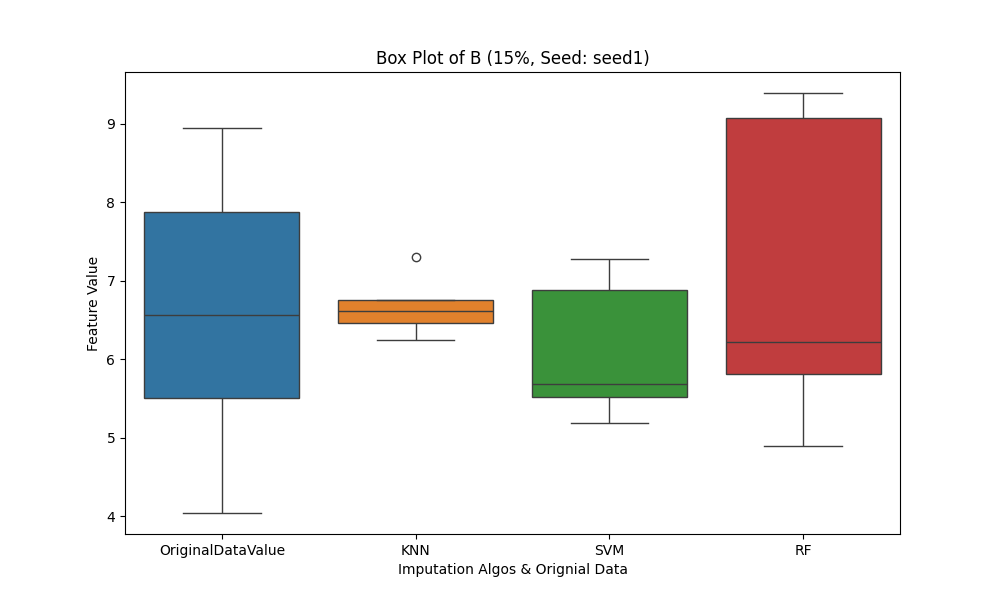 Box Plot of B (15%, Seed: seed1)
Feature Value
9
8
7
6
5
4
OriginalDataValue KNN SVM RF
Imputation Algos & Orignial Data